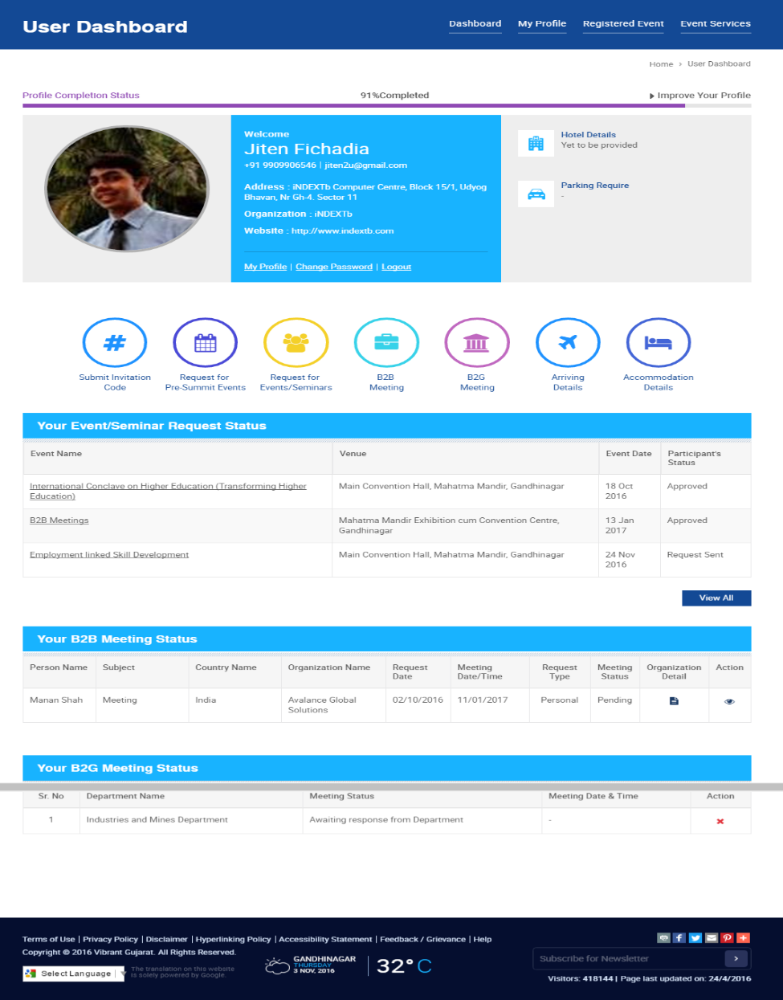 User Dashboard
Dashboard My Profile Registered Event Event Services
Home › User Dashboard
Profile Completion Status 91%Completed Improve Your Profile
Welcome
Jiten Fichadia
+91 9909906546 | jiten2u@gmail.com
Address : iNDEXTb Computer Centre, Block 15/1, Udyog
Bhavan, Nr Gh-4. Sector 11
Organization : iNDEXTb
Website : http://www.indextb.com
My Profile | Change Password | Logout
Hotel Details
Yet to be provided
Parking Require
-
Submit Invitation
Code
Request for
Pre-Summit Events
Request for
Events/Seminars
B2B
Meeting
B2G
Meeting
Arriving
Details
Accommodation
Details
Your Event/Seminar Request Status
Event Name Venue Event Date Participant's
Status
International Conclave on Higher Education (Transforming Higher
Education)
Main Convention Hall, Mahatma Mandir, Gandhinagar
18 Oct
2016
Approved
B2B Meetings
Mahatma Mandir Exhibition cum Convention Centre,
Gandhinagar
13 Jan
2017
Approved
Employment linked Skill Development
Main Convention Hall, Mahatma Mandir, Gandhinagar
24 Nov
2016
Request Sent
View All
Your B2B Meeting Status
Person Name
Subject
Country Name
Organization Name
Request
Date
Meeting
Date/Time
Request
Type
Meeting
Status
Organization
Detail
Action
Manan Shah
Meeting
India
Avalance Global
Solutions
02/10/2016
11/01/2017
Personal
Pending
Your B2G Meeting Status
Sr. No Department Name Meeting Status Meeting Date & Time Action
1 Industries and Mines Department Awaiting response from Department -
Terms of Use | Privacy Policy | Disclaimer | Hyperlinking Policy | Accessibility Statement | Feedback / Grievance | Help
Copyright © 2016 Vibrant Gujarat. All Rights Reserved.
Select Language
The translation on this website
is solely powered by Google.
GANDHINAGAR
THURSDAY
3 NOV, 2016
32° C
Subscribe for Newsletter
Visitors: 418144 | Page last updated on: 24/4/2016